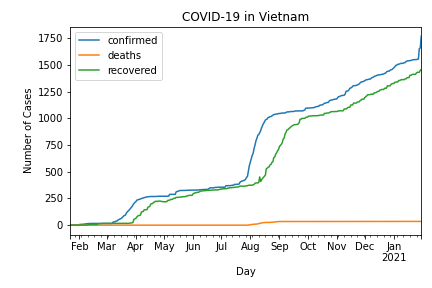 COVID-19 in Vietnam
confirmed
deaths
recovered
Number of Cases
1750
1500
1250
1000
750
500
250
0
Feb Mar Apr May Jun Jul Aug Sep Oct Nov Dec Jan
2021
Day